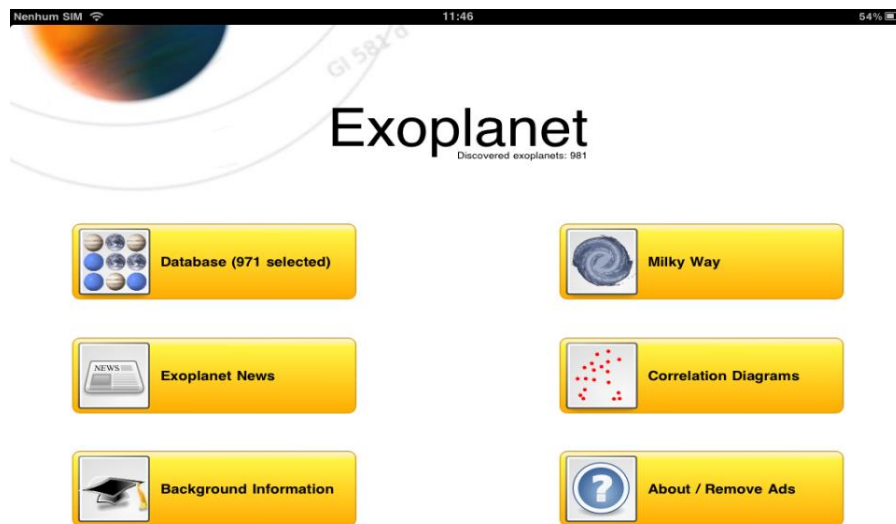 Nenhum SIM 11:46 54%
Gl 581 d
Exoplanet
Discovered exoplanets: 981
Database (971 selected)
Milky Way
NEWS
Exoplanet News
Correlation Diagrams
Background Information
?
About / Remove Ads